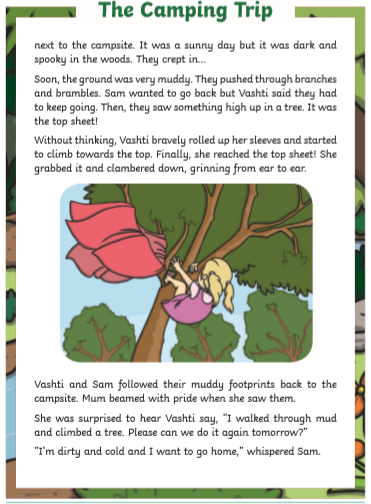 The Camping Trip
next to the campsite. It was a sunny day but it was dark and
spooky in the woods. They crept in...
Soon, the ground was very muddy. They pushed through branches
and brambles. Sam wanted to go back but Vashti said they had
to keep going. Then, they saw something high up in a tree. It was
the top sheet!
Without thinking, Vashti bravely rolled up her sleeves and started
to climb towards the top. Finally, she reached the top sheet! She
grabbed it and clambered down, grinning from ear to ear.
Vashti and Sam followed their muddy footprints back to the
campsite. Mum beamed with pride when she saw them.
She was surprised to hear Vashti say, "I walked through mud
and climbed a tree. Please can we do it again tomorrow?"
"I'm dirty and cold and I want to go home," whispered Sam.